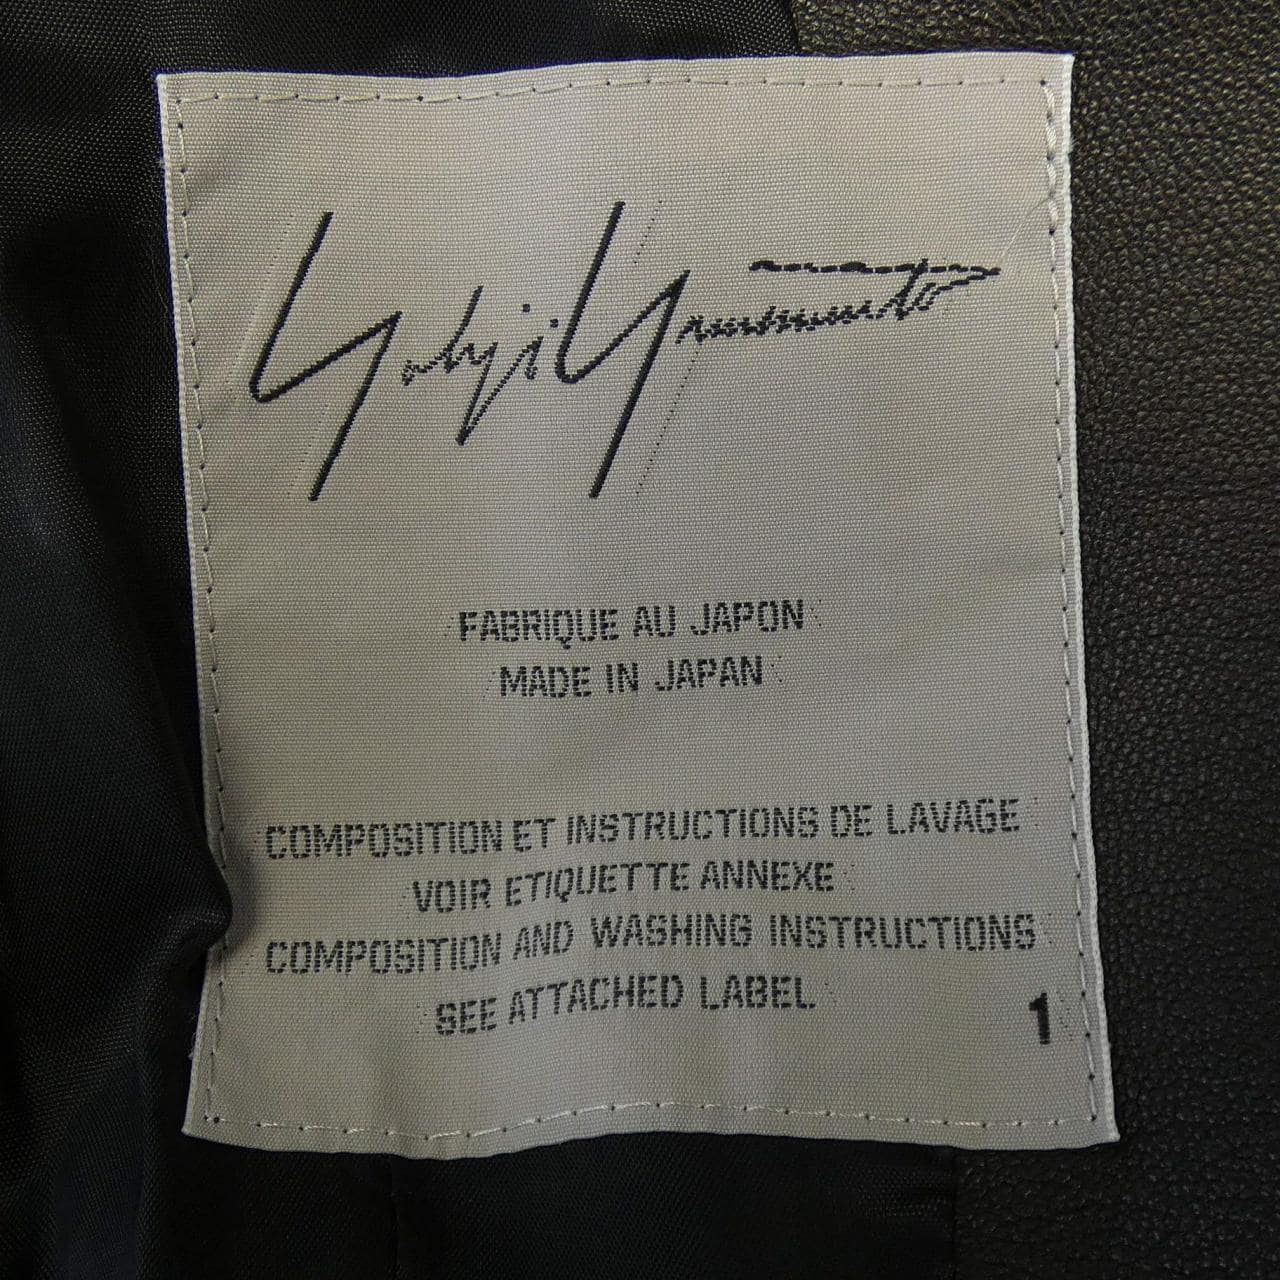 Yohji Yamamoto
FABRIQUE AU JAPON
MADE IN JAPAN
COMPOSITION ET INSTRUCTIONS DE LAVAGE
VOIR ETIQUETTE ANNEXE
COMPOSITION AND WASHING INSTRUCTIONS
SEE ATTACHED LABEL
1